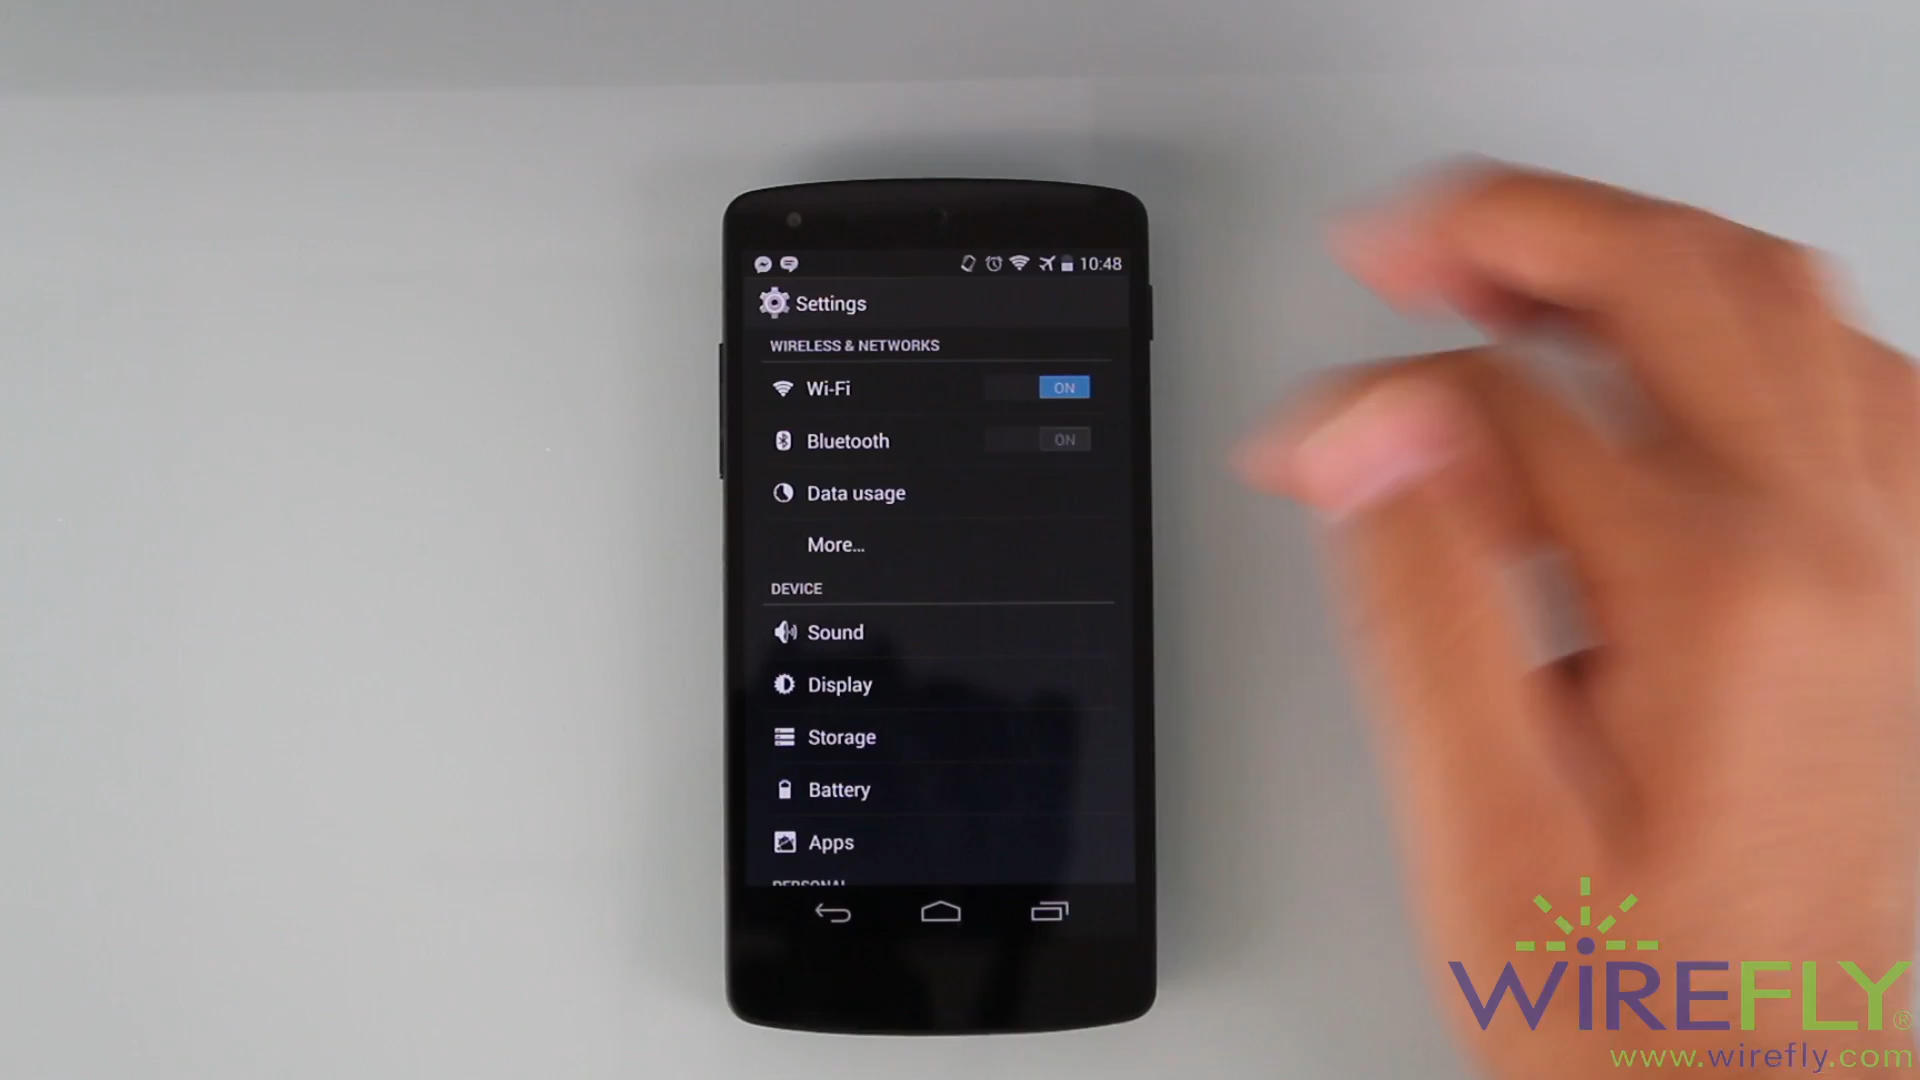 10:48
Settings
WIRELESS & NETWORKS
Wi-Fi ON
Bluetooth ON
Data usage
More...
DEVICE
Sound
Display
Storage
Battery
Apps
PERSONAL
WIREFLY®
www.wirefly.com